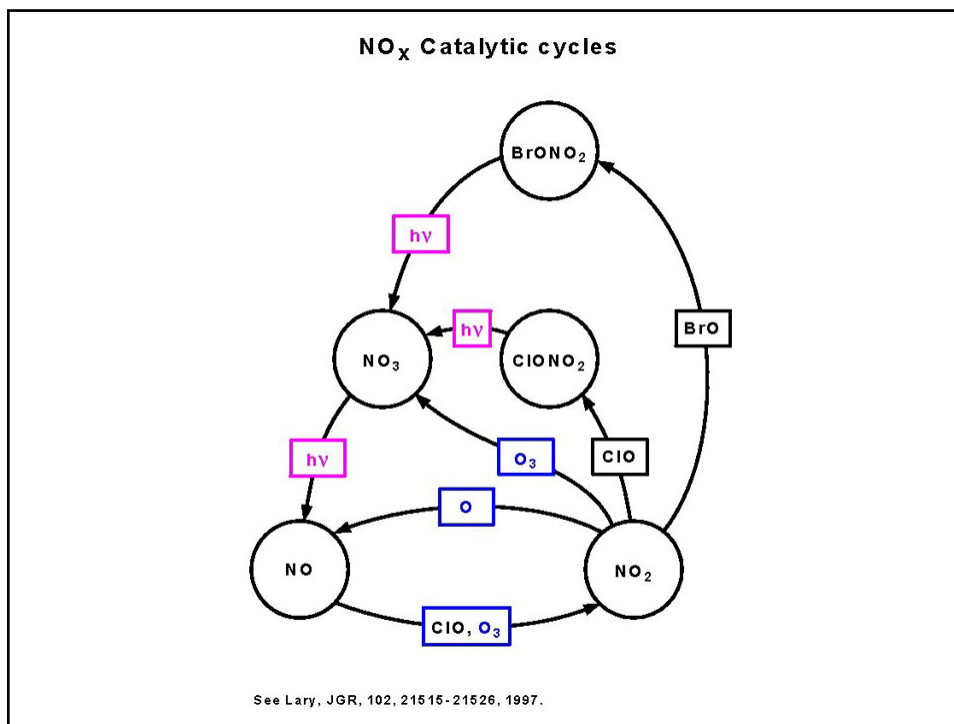 NOₓ Catalytic cycles
BrONO₂
hν
BrO
NO₃
hν
ClONO₂
hν
O₃
ClO
O
NO
NO₂
ClO, O₃
See Lary, JGR, 102, 21515-21526, 1997.